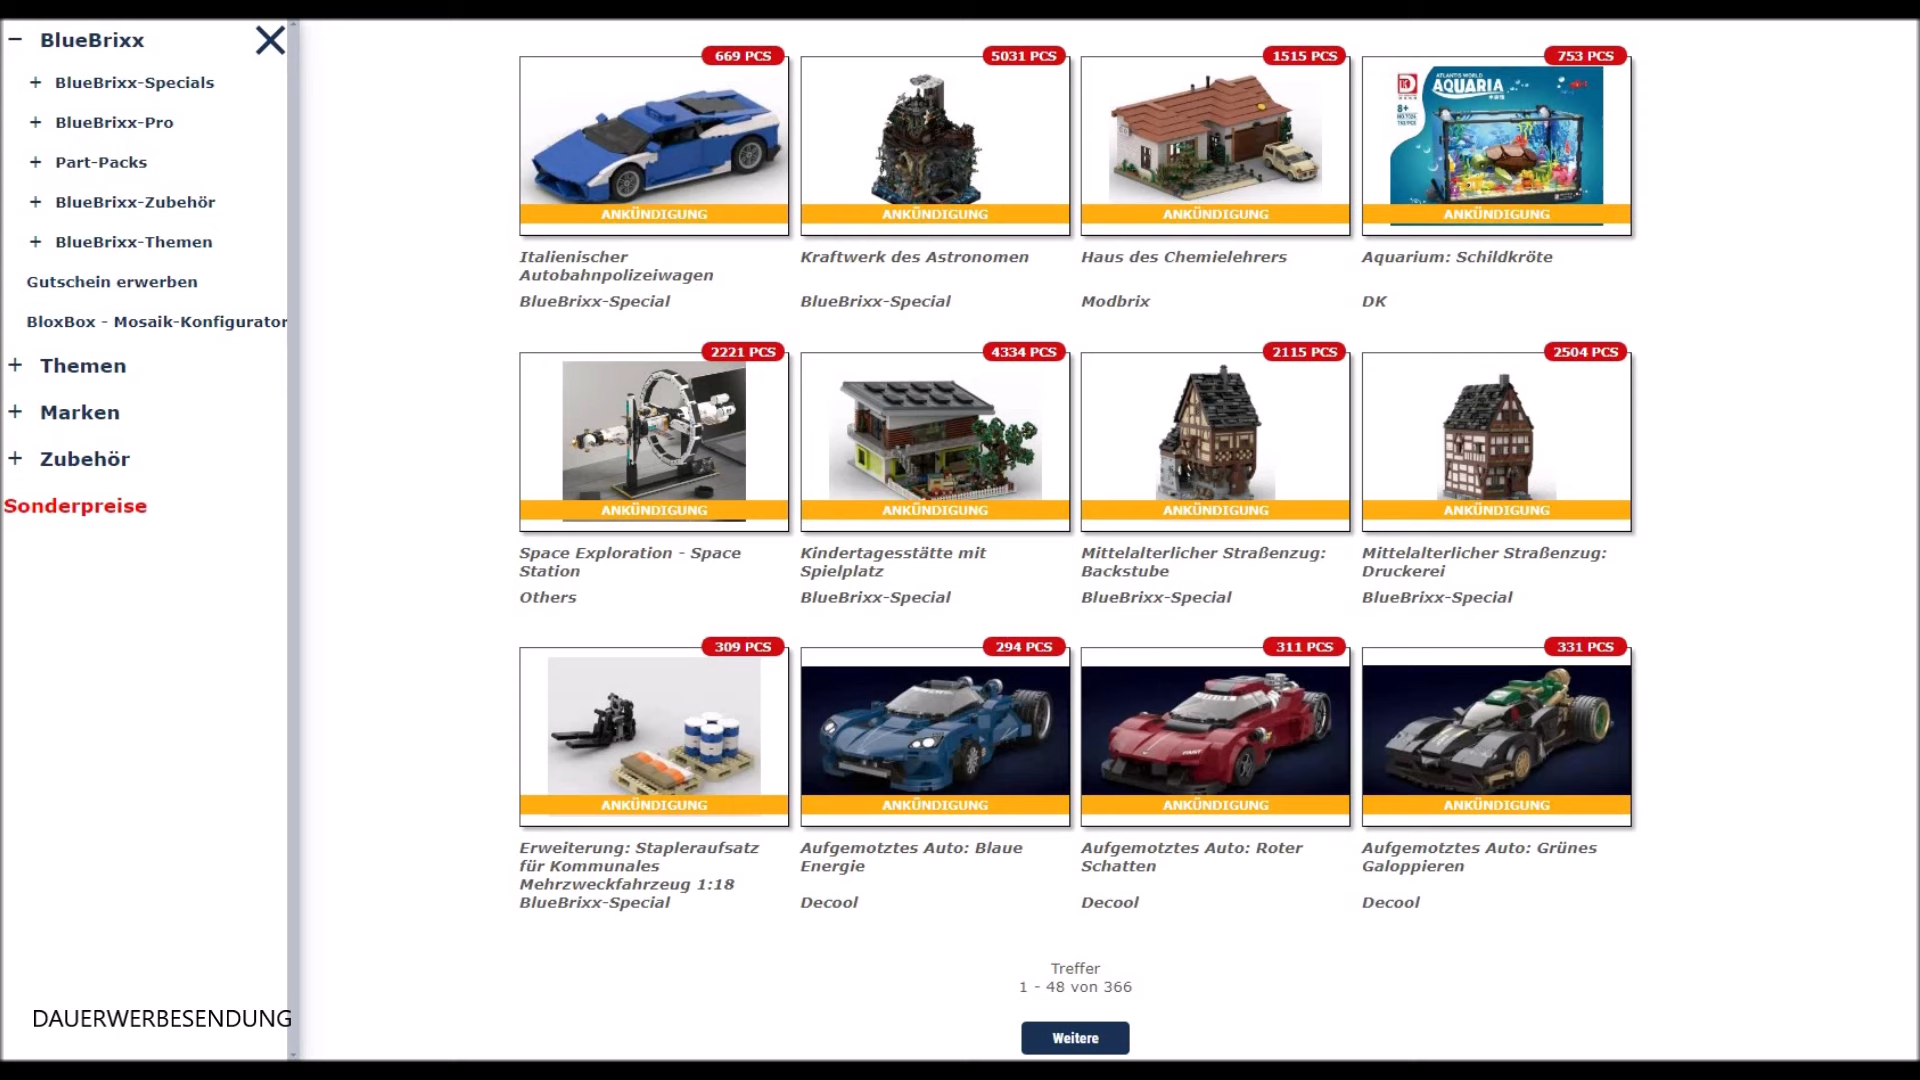 BlueBrixx
BlueBrixx-Specials
BlueBrixx-Pro
Part-Packs
BlueBrixx-Zubehör
BlueBrixx-Themen
Gutschein erwerben
BloxBox - Mosaik-Konfigurator
Themen
Marken
Zubehör
Sonderpreise
DAUERWERBESENDUNG
669 PCS
ANKÜNDIGUNG
Italienischer
Autobahnpolizeiwagen
BlueBrixx-Special
5031 PCS
ANKÜNDIGUNG
Kraftwerk des Astronomen
BlueBrixx-Special
1515 PCS
ANKÜNDIGUNG
Haus des Chemielehrers
Modbrix
753 PCS
ATLANTIS WORLD
AQUARIA
8+
ANKÜNDIGUNG
Aquarium: Schildkröte
DK
2221 PCS
ANKÜNDIGUNG
Space Exploration - Space
Station
Others
4334 PCS
ANKÜNDIGUNG
Kindertagesstätte mit
Spielplatz
BlueBrixx-Special
2115 PCS
ANKÜNDIGUNG
Mittelalterlicher Straßenzug:
Backstube
BlueBrixx-Special
2504 PCS
ANKÜNDIGUNG
Mittelalterlicher Straßenzug:
Druckerei
BlueBrixx-Special
309 PCS
ANKÜNDIGUNG
Erweiterung: Stapleraufsatz
für Kommunales
Mehrzweckfahrzeug 1:18
BlueBrixx-Special
294 PCS
ANKÜNDIGUNG
Aufgemotztes Auto: Blaue
Energie
Decool
311 PCS
ANKÜNDIGUNG
Aufgemotztes Auto: Roter
Schatten
Decool
331 PCS
ANKÜNDIGUNG
Aufgemotztes Auto: Grünes
Galoppieren
Decool
Treffer
1 - 48 von 366
Weitere